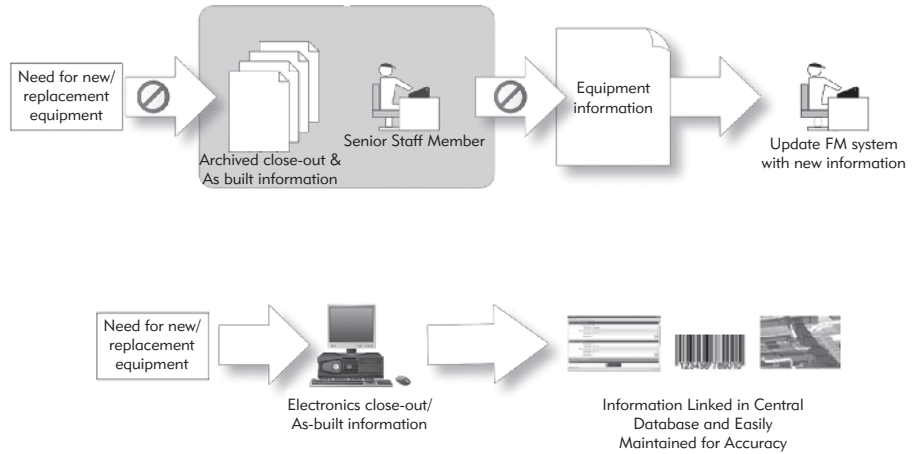 Need for new/
replacement
equipment
Archived close-out &
As built information
Senior Staff Member
Equipment
information
Update FM system
with new information
Need for new/
replacement
equipment
Electronics close-out/
As-built information
123456"789010"
Information Linked in Central
Database and Easily
Maintained for Accuracy